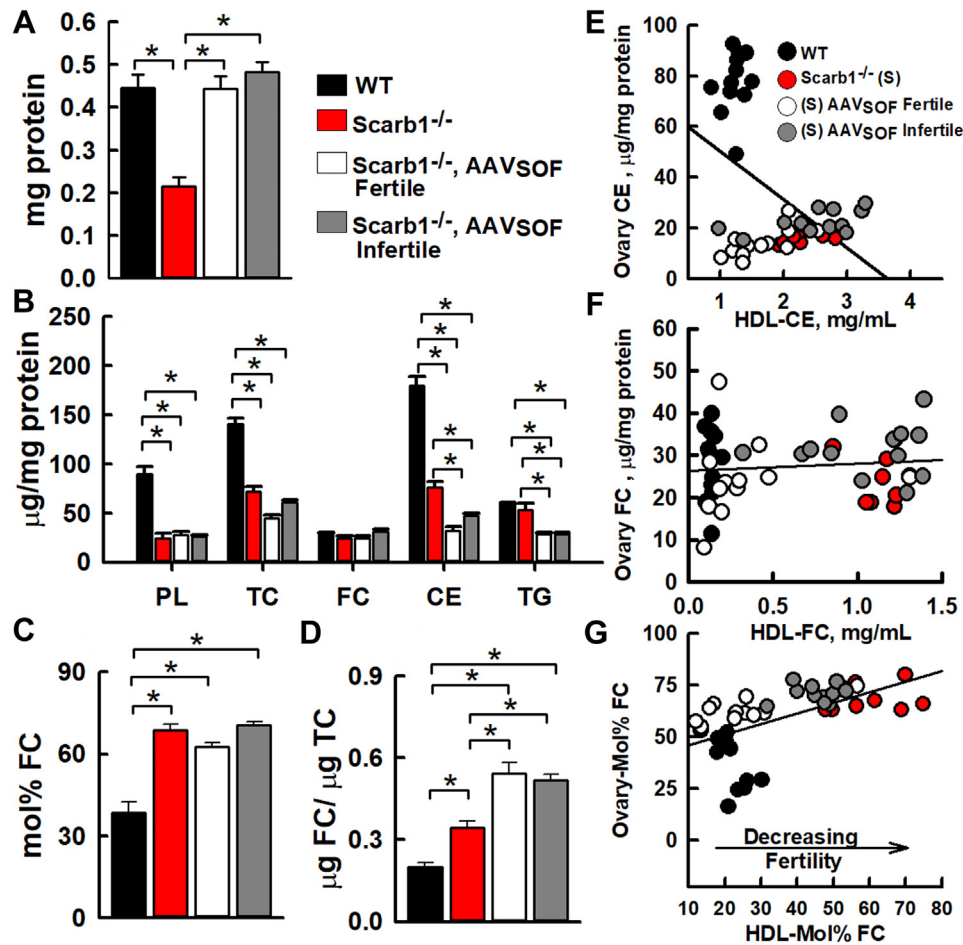 A
mg protein
0.6
0.5
0.4
0.3
0.2
0.1
0.0
*
*
*
*
WT
Scarb1-/-
Scarb1-/-, AAVSOF
Fertile
Scarb1-/-, AAVSOF
Infertile
B
μg/mg protein
250
200
150
100
50
0
*
*
*
*
*
*
*
*
*
*
*
*
*
*
PL TC FC CE TG
C
mol% FC
90
60
30
0
*
*
*
D
μg FC/ μg TC
0.9
0.6
0.3
0.0
*
*
*
*
*
E
Ovary CE , μg/mg protein
100
80
60
40
20
0
WT
Scarb1-/- (S)
(S) AAVSOF Fertile
(S) AAVSOF Infertile
1 2 3 4
HDL-CE, mg/mL
F
Ovary FC, μg/mg protein
60
50
40
30
20
10
0
0.0 0.5 1.0 1.5
HDL-FC, mg/mL
G
Ovary-Mol% FC
100
75
50
25
0
Decreasing
Fertility
10 20 30 40 50 60 70 80
HDL-Mol% FC